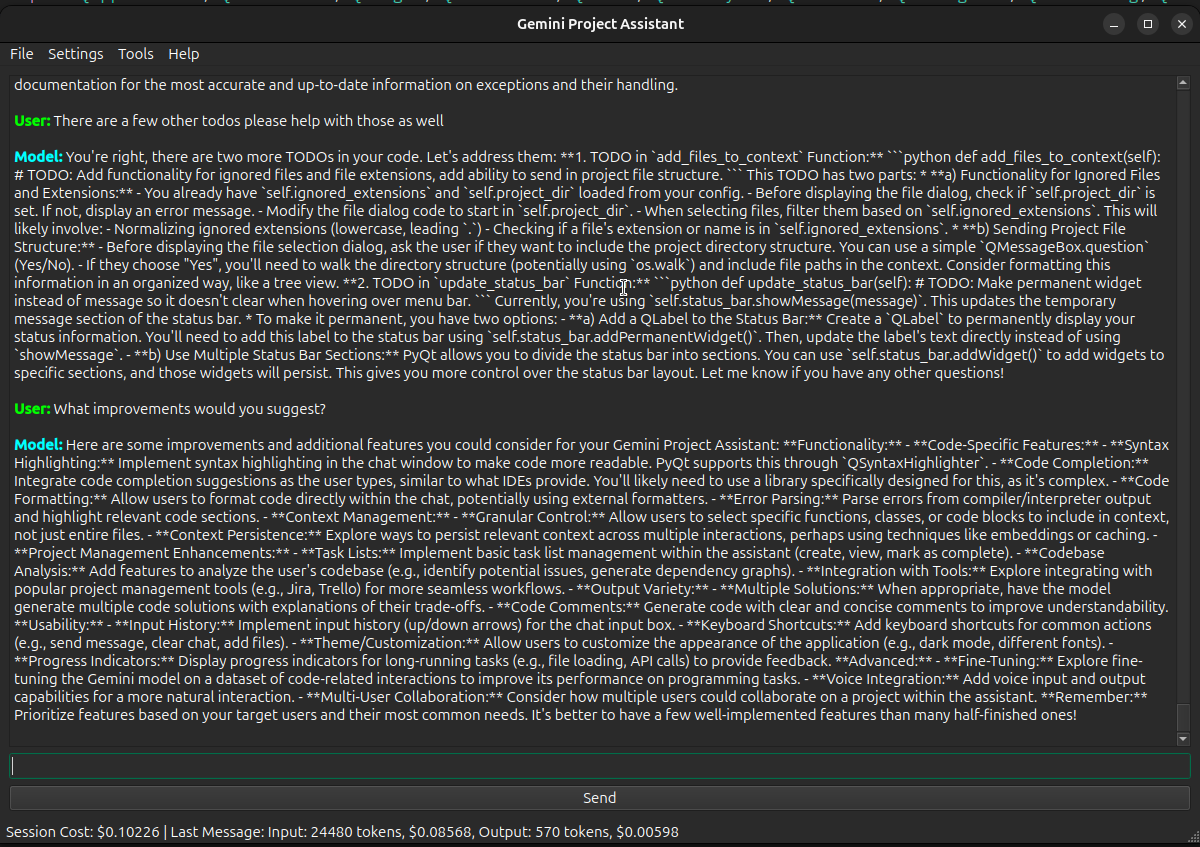 Gemini Project Assistant
File Settings Tools Help
documentation for the most accurate and up-to-date information on exceptions and their handling.
User: There are a few other todos please help with those as well
Model: You're right, there are two more TODOs in your code. Let's address them: **1. TODO in `add_files_to_context` Function:** ```python def add_files_to_context(self):
# TODO: Add functionality for ignored files and file extensions, add ability to send in project file structure. ``` This TODO has two parts: * **a) Functionality for Ignored Files
and Extensions:** - You already have `self.ignored_extensions` and `self.project_dir` loaded from your config. - Before displaying the file dialog, check if `self.project_dir` is
set. If not, display an error message. - Modify the file dialog code to start in `self.project_dir`. - When selecting files, filter them based on `self.ignored_extensions`. This will
likely involve: - Normalizing ignored extensions (lowercase, leading `.`) - Checking if a file's extension or name is in `self.ignored_extensions`. * **b) Sending Project File
Structure:** - Before displaying the file selection dialog, ask the user if they want to include the project directory structure. You can use a simple `QMessageBox.question`
(Yes/No). - If they choose "Yes", you'll need to walk the directory structure (potentially using `os.walk`) and include file paths in the context. Consider formatting this
information in an organized way, like a tree view. **2. TODO in `update_status_bar` Function:** ```python def update_status_bar(self): # TODO: Make permanent widget
instead of message so it doesn't clear when hovering over menu bar. ``` Currently, you're using `self.status_bar.showMessage(message)`. This updates the temporary
message section of the status bar. * To make it permanent, you have two options: - **a) Add a QLabel to the Status Bar:** Create a `QLabel` to permanently display your
status information. You'll need to add this label to the status bar using `self.status_bar.addPermanentWidget()`. Then, update the label's text directly instead of using
`showMessage`. - **b) Use Multiple Status Bar Sections:** PyQt allows you to divide the status bar into sections. You can use `self.status_bar.addWidget()` to add widgets to
specific sections, and those widgets will persist. This gives you more control over the status bar layout. Let me know if you have any other questions!
User: What improvements would you suggest?
Model: Here are some improvements and additional features you could consider for your Gemini Project Assistant: **Functionality:** - **Code-Specific Features:** - **Syntax
Highlighting:** Implement syntax highlighting in the chat window to make code more readable. PyQt supports this through `QSyntaxHighlighter`. - **Code Completion:**
Integrate code completion suggestions as the user types, similar to what IDEs provide. You'll likely need to use a library specifically designed for this, as it's complex. - **Code
Formatting:** Allow users to format code directly within the chat, potentially using external formatters. - **Error Parsing:** Parse errors from compiler/interpreter output
and highlight relevant code sections. - **Context Management:** - **Granular Control:** Allow users to select specific functions, classes, or code blocks to include in context,
not just entire files. - **Context Persistence:** Explore ways to persist relevant context across multiple interactions, perhaps using techniques like embeddings or caching. -
**Project Management Enhancements:** - **Task Lists:** Implement basic task list management within the assistant (create, view, mark as complete). - **Codebase
Analysis:** Add features to analyze the user's codebase (e.g., identify potential issues, generate dependency graphs). - **Integration with Tools:** Explore integrating with
popular project management tools (e.g., Jira, Trello) for more seamless workflows. - **Output Variety:** - **Multiple Solutions:** When appropriate, have the model
generate multiple code solutions with explanations of their trade-offs. - **Code Comments:** Generate code with clear and concise comments to improve understandability.
**Usability:** - **Input History:** Implement input history (up/down arrows) for the chat input box. - **Keyboard Shortcuts:** Add keyboard shortcuts for common actions
(e.g., send message, clear chat, add files). - **Theme/Customization:** Allow users to customize the appearance of the application (e.g., dark mode, different fonts). -
**Progress Indicators:** Display progress indicators for long-running tasks (e.g., file loading, API calls) to provide feedback. **Advanced:** - **Fine-Tuning:** Explore fine-
tuning the Gemini model on a dataset of code-related interactions to improve its performance on programming tasks. - **Voice Integration:** Add voice input and output
capabilities for a more natural interaction. - **Multi-User Collaboration:** Consider how multiple users could collaborate on a project within the assistant. **Remember:**
Prioritize features based on your target users and their most common needs. It's better to have a few well-implemented features than many half-finished ones!
Send
Session Cost: $0.10226 | Last Message: Input: 24480 tokens, $0.08568, Output: 570 tokens, $0.00598